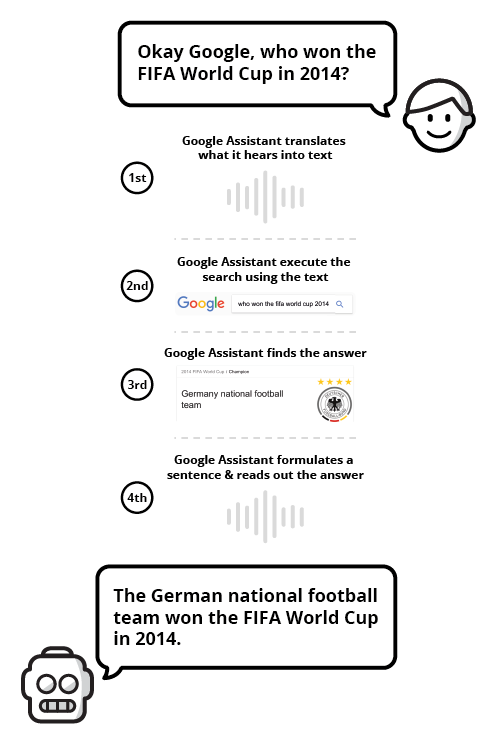 Okay Google, who won the
FIFA World Cup in 2014?
Google Assistant translates
what it hears into text
1st
Google Assistant execute the
search using the text
2nd
Google
who won the fifa world cup 2014
Google Assistant finds the answer
3rd
2014 FIFA World Cup › Champion
Germany national football
team
Google Assistant formulates a
sentence & reads out the answer
4th
The German national football
team won the FIFA World Cup
in 2014.